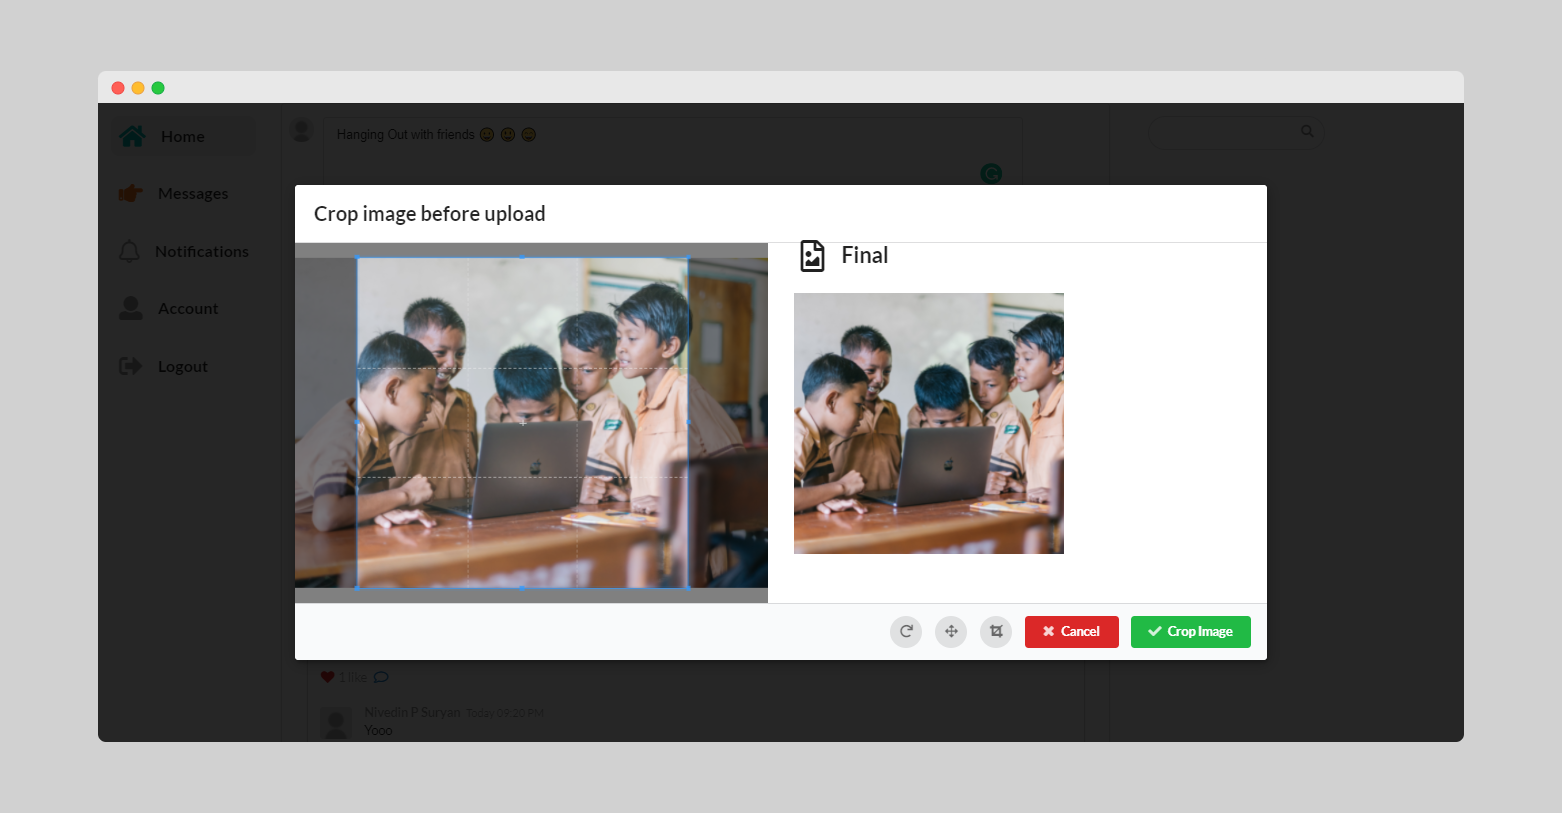 Home
Hanging Out with friends 😃 😃 😃
Messages
Crop image before upload
Notifications
Final
Account
Logout
Cancel
Crop Image
1 like
Nivedin P Suryan Today 09:20 PM
Yooo